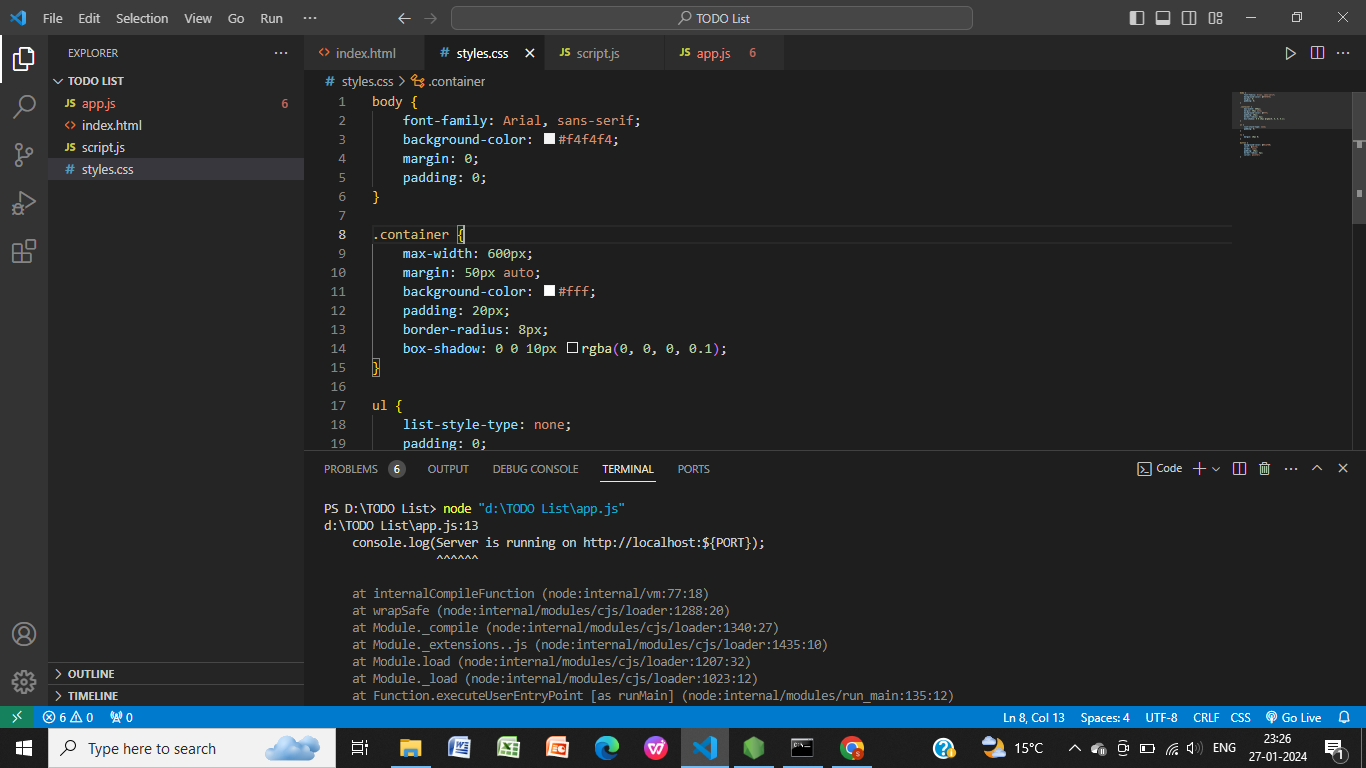 File Edit Selection View Go Run ··· TODO List
EXPLORER ···
index.html styles.css JS script.js JS app.js 6
TODO LIST
JS app.js 6
index.html
JS script.js
# styles.css
# styles.css > .container
1 body {
2 font-family: Arial, sans-serif;
3 background-color: #f4f4f4;
4 margin: 0;
5 padding: 0;
6 }
7
8 .container {
9 max-width: 600px;
10 margin: 50px auto;
11 background-color: #fff;
12 padding: 20px;
13 border-radius: 8px;
14 box-shadow: 0 0 10px rgba(0, 0, 0, 0.1);
15 }
16
17 ul {
18 list-style-type: none;
19 padding: 0;
PROBLEMS 6 OUTPUT DEBUG CONSOLE TERMINAL PORTS Code
PS D:\TODO List> node "d:\TODO List\app.js"
d:\TODO List\app.js:13
console.log(Server is running on http://localhost:${PORT});
^^^^^^
at internalCompileFunction (node:internal/vm:77:18)
at wrapSafe (node:internal/modules/cjs/loader:1288:20)
at Module._compile (node:internal/modules/cjs/loader:1340:27)
at Module._extensions..js (node:internal/modules/cjs/loader:1435:10)
at Module.load (node:internal/modules/cjs/loader:1207:32)
at Module._load (node:internal/modules/cjs/loader:1023:12)
at Function.executeUserEntryPoint [as runMain] (node:internal/modules/run_main:135:12)
OUTLINE
TIMELINE
6 0 0 Ln 8, Col 13 Spaces: 4 UTF-8 CRLF CSS Go Live
Type here to search 15°C ENG 23:26
27-01-2024 1